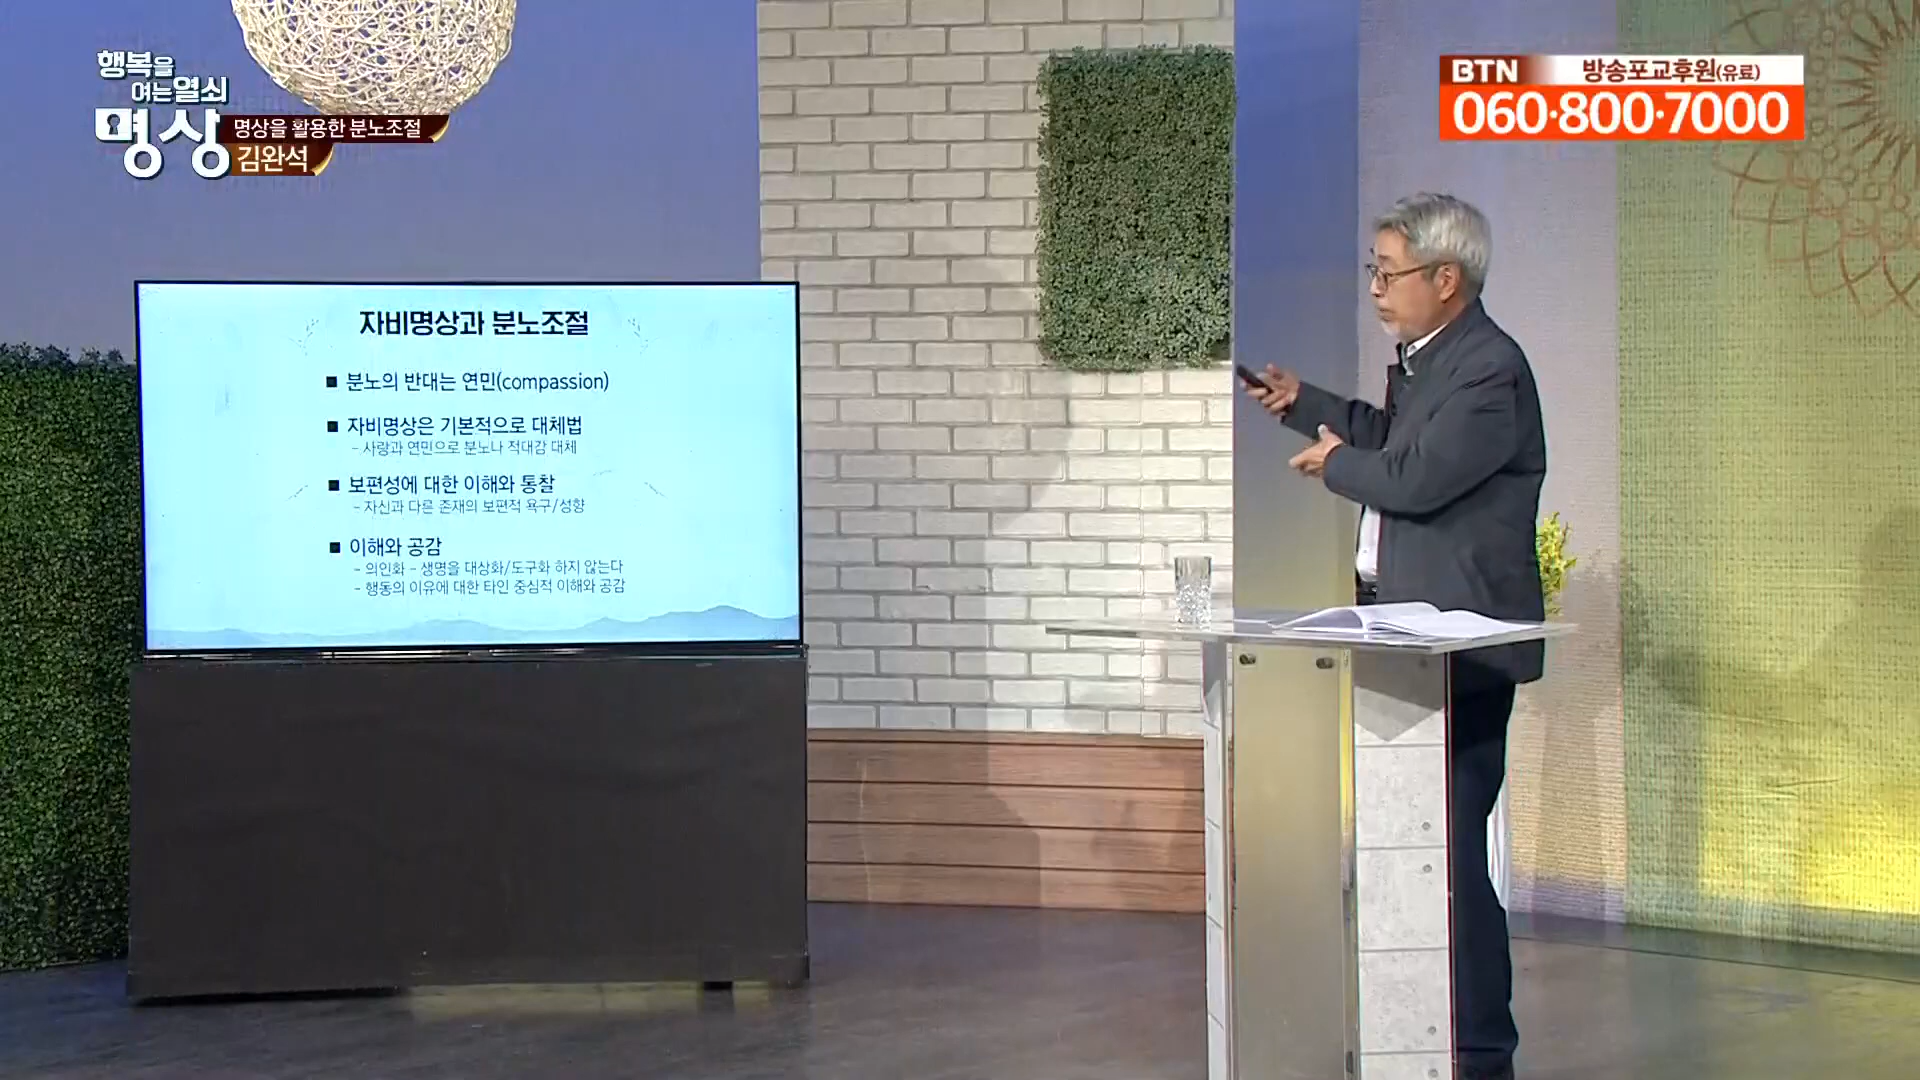 행복을
여는 열쇠
명상
명상을 활용한 분노조절
김완석
BTN 방송포교후원(유료)
060·800·7000
자비명상과 분노조절
■ 분노의 반대는 연민(compassion)
■ 자비명상은 기본적으로 대체법
- 사랑과 연민으로 분노나 적대감 대체
■ 보편성에 대한 이해와 통찰
- 자신과 다른 존재의 보편적 욕구/성향
■ 이해와 공감
- 의인화 - 생명을 대상화/도구화 하지 않는다
- 행동의 이유에 대한 타인 중심적 이해와 공감